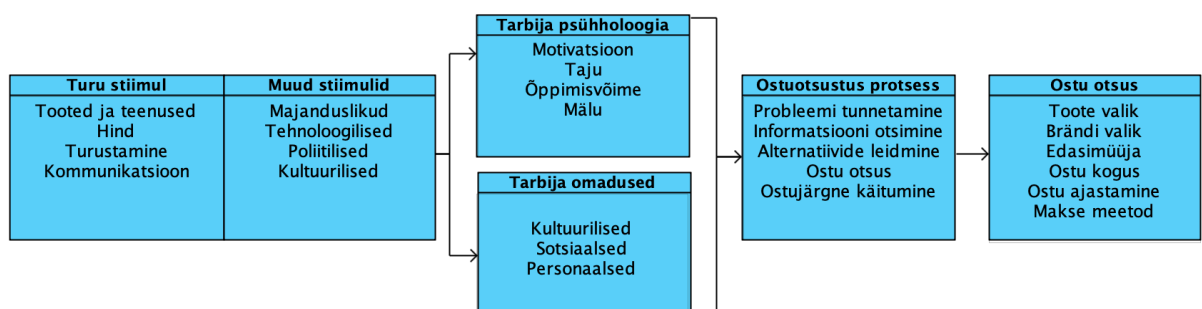 Turu stiimul
Tooted ja teenused
Hind
Turustamine
Kommunikatsioon
Muud stiimulid
Majanduslikud
Tehnoloogilised
Poliitilised
Kultuurilised
Tarbija psühholoogia
Motivatsioon
Taju
Õppimisvõime
Mälu
Tarbija omadused
Kultuurilised
Sotsiaalsed
Personaalsed
Ostuotsustus protsess
Probleemi tunnetamine
Informatsiooni otsimine
Alternatiivide leidmine
Ostu otsus
Ostujärgne käitumine
Ostu otsus
Toote valik
Brändi valik
Edasimüüja
Ostu kogus
Ostu ajastamine
Makse meetod